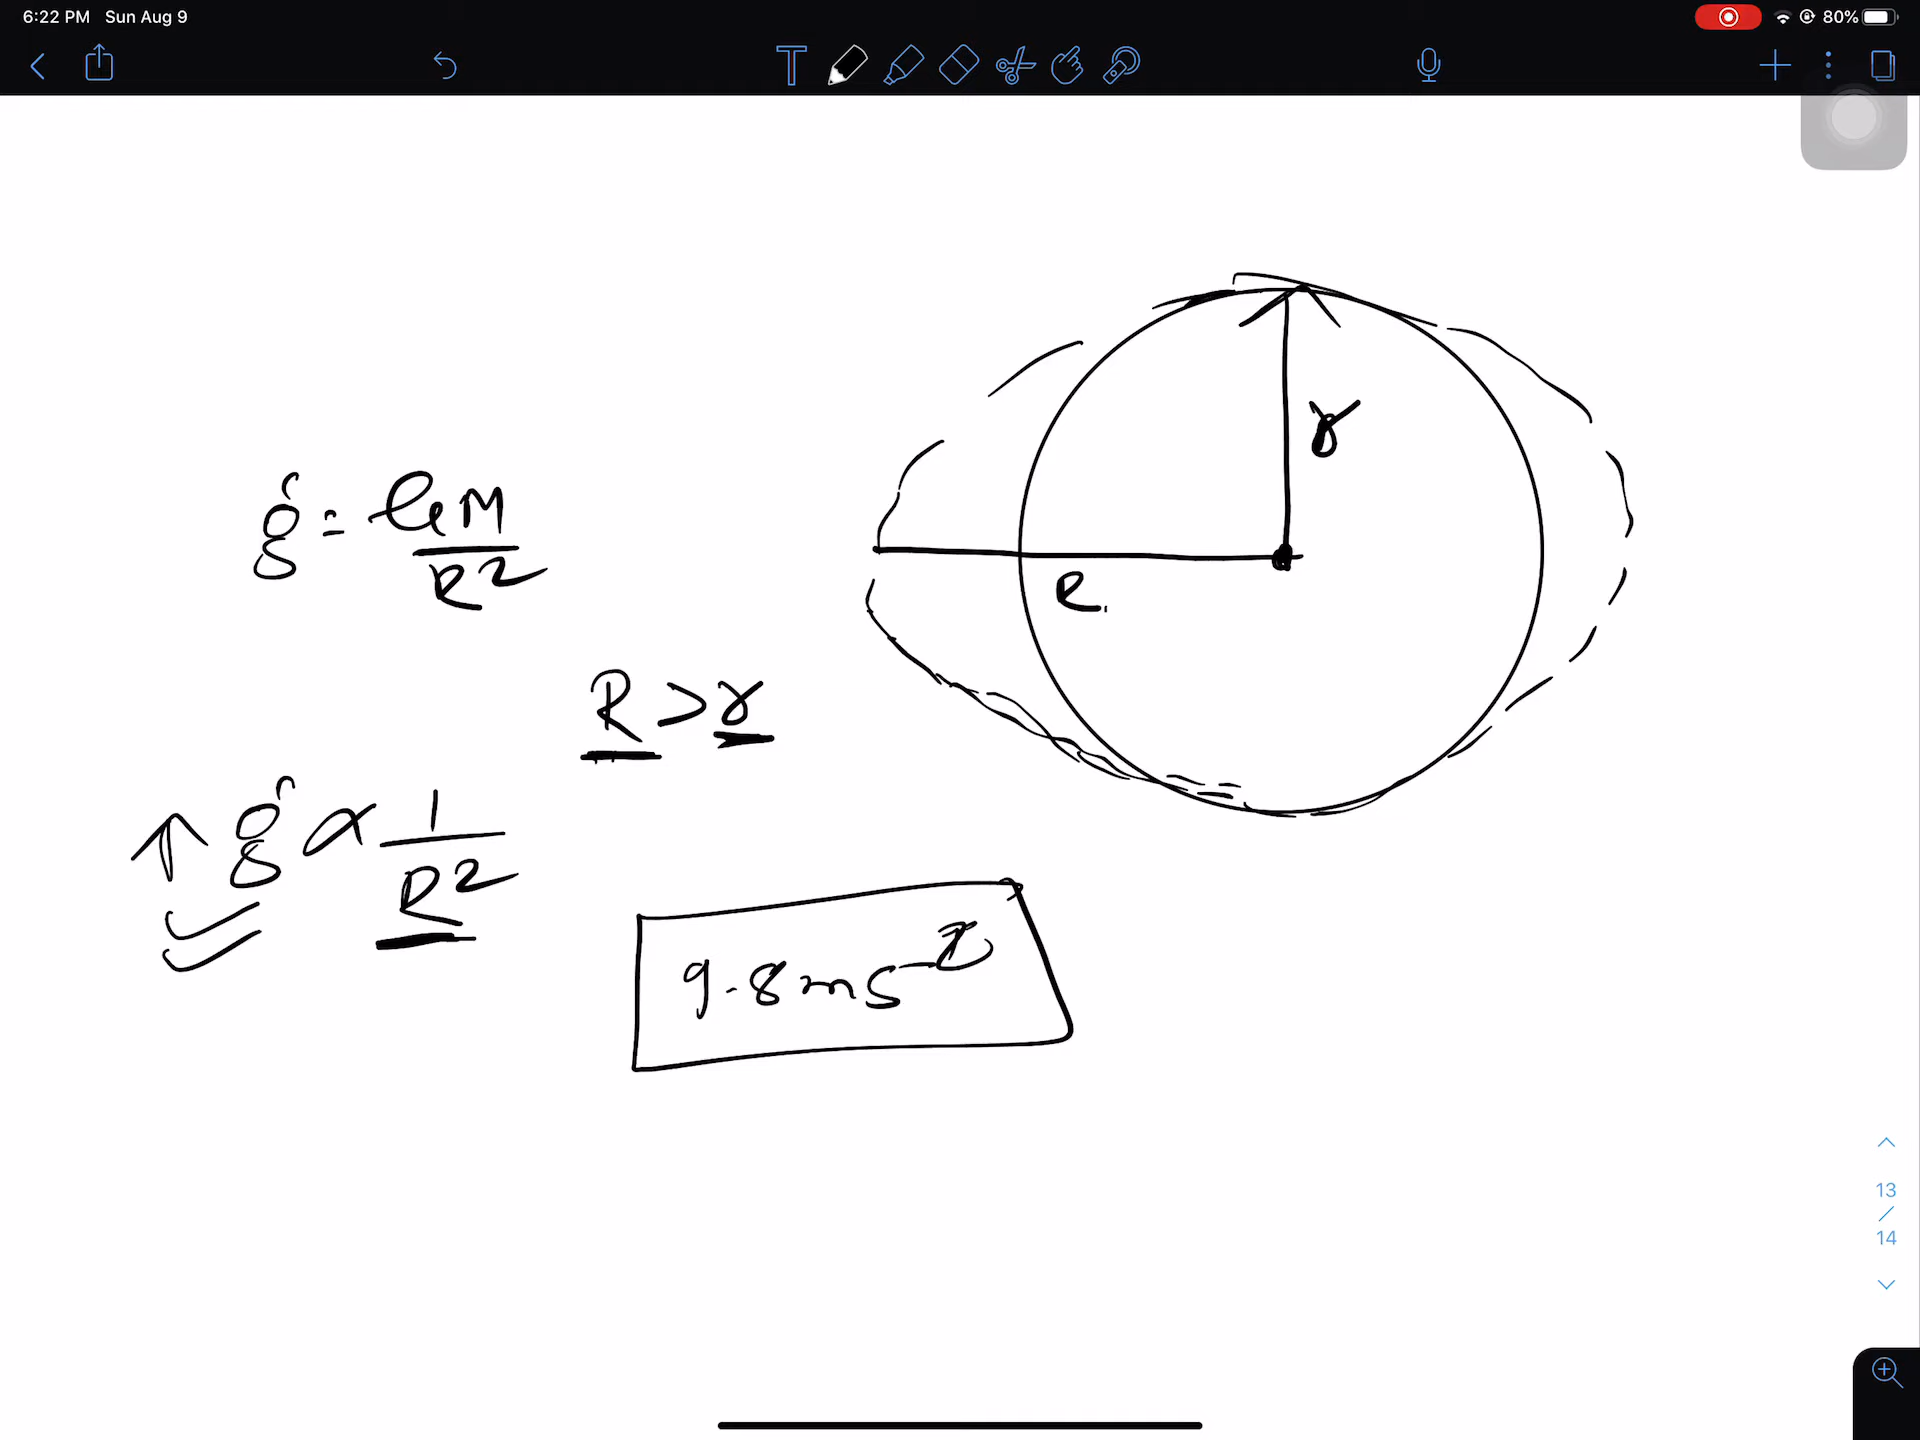 6:22 PM Sun Aug 9
80%
T
r
g' = GM / R²
R
R > r
↑ g' ∝ 1 / R²
9.8 ms⁻²
13
/
14